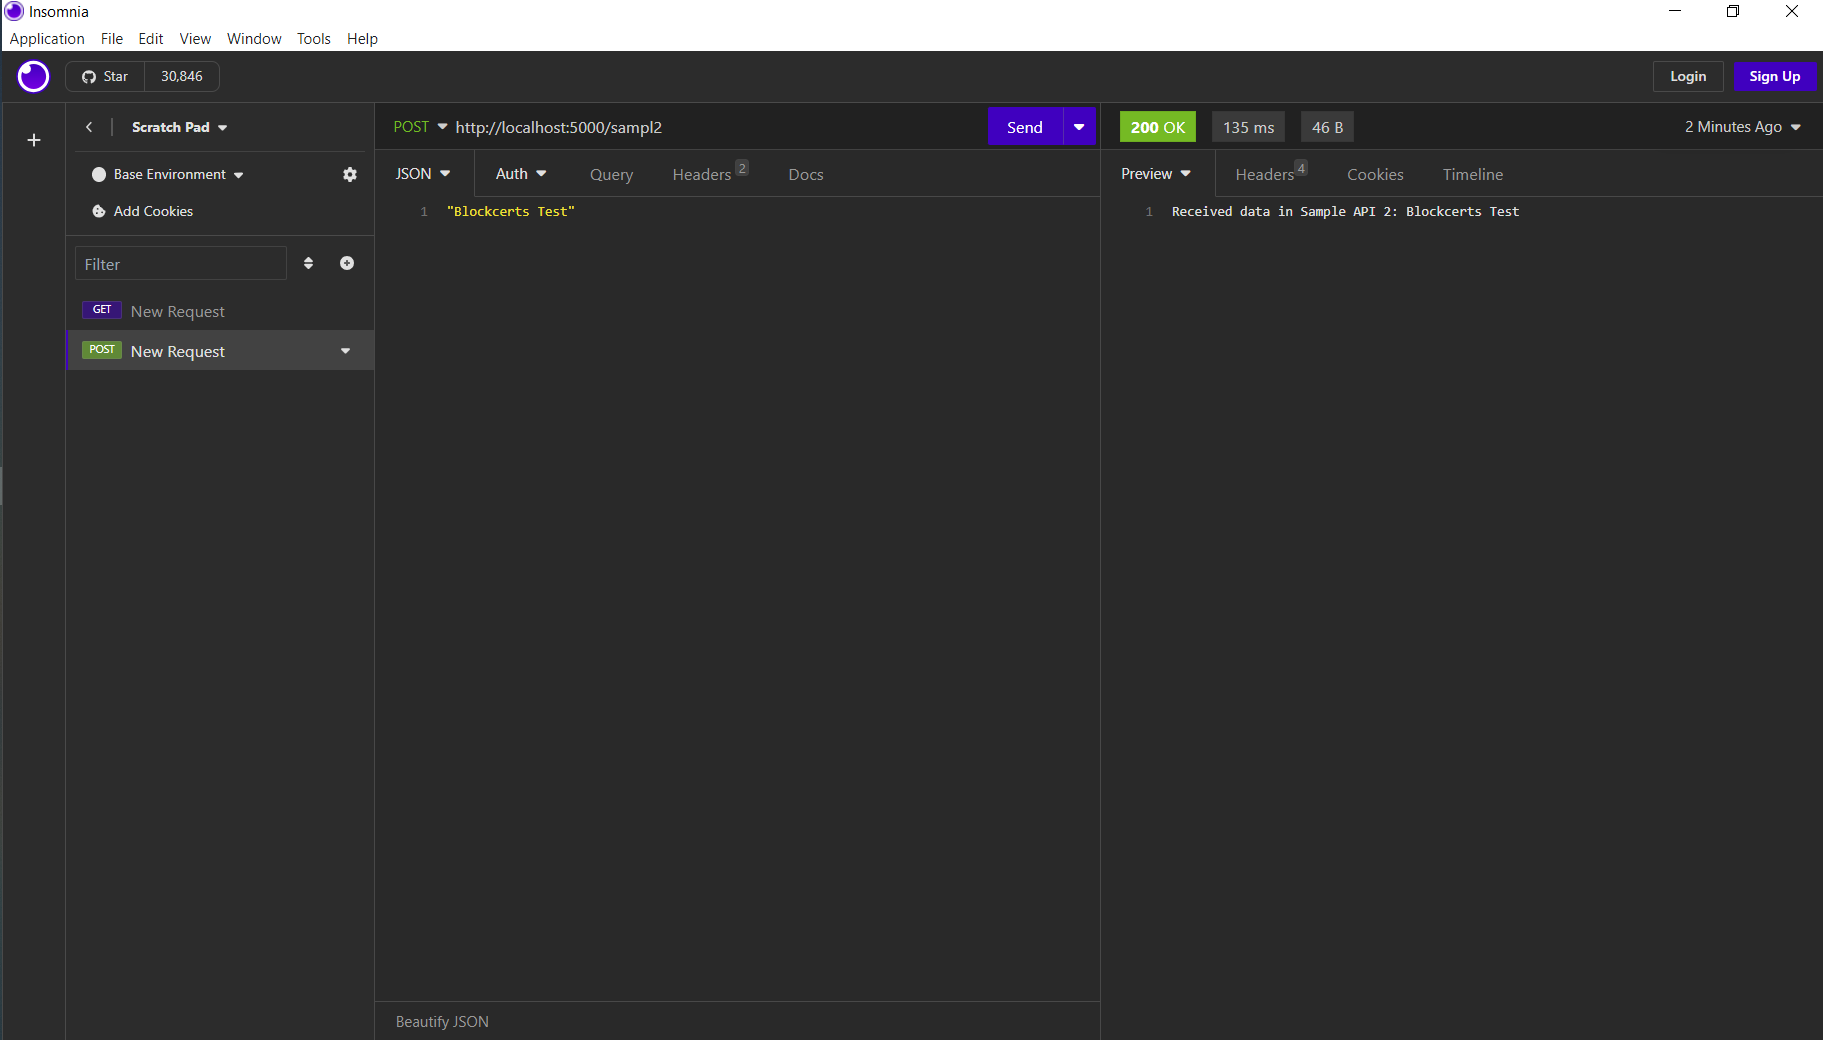 Insomnia
Application File Edit View Window Tools Help
Star 30,846 Login Sign Up
Scratch Pad
Base Environment
Add Cookies
Filter
GET New Request
POST New Request
POST http://localhost:5000/sampl2 Send
JSON Auth Query Headers 2 Docs
1 "Blockcerts Test"
Beautify JSON
200 OK 135 ms 46 B 2 Minutes Ago
Preview Headers 4 Cookies Timeline
1 Received data in Sample API 2: Blockcerts Test